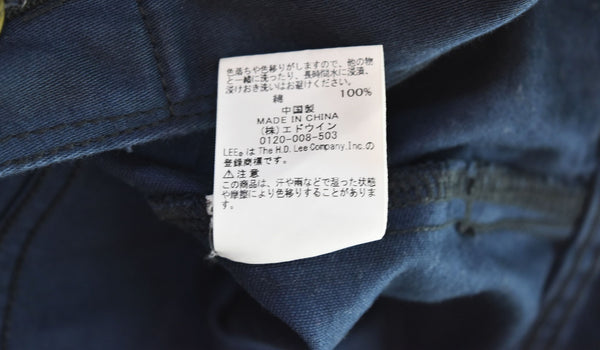 色落ちや色移りがしますので、他の物
と一緒に洗ったり、長時間水に浸漬、
浸けおき洗いはお避けください。
綿 100%
中国製
MADE IN CHINA
(株)エドウイン
0120-008-503
LEE® は The H.D. Lee Company, Inc. の
登録商標です。
⚠注意
この商品は、汗や雨などで湿った状態
や摩擦により色移りすることがありま
す。